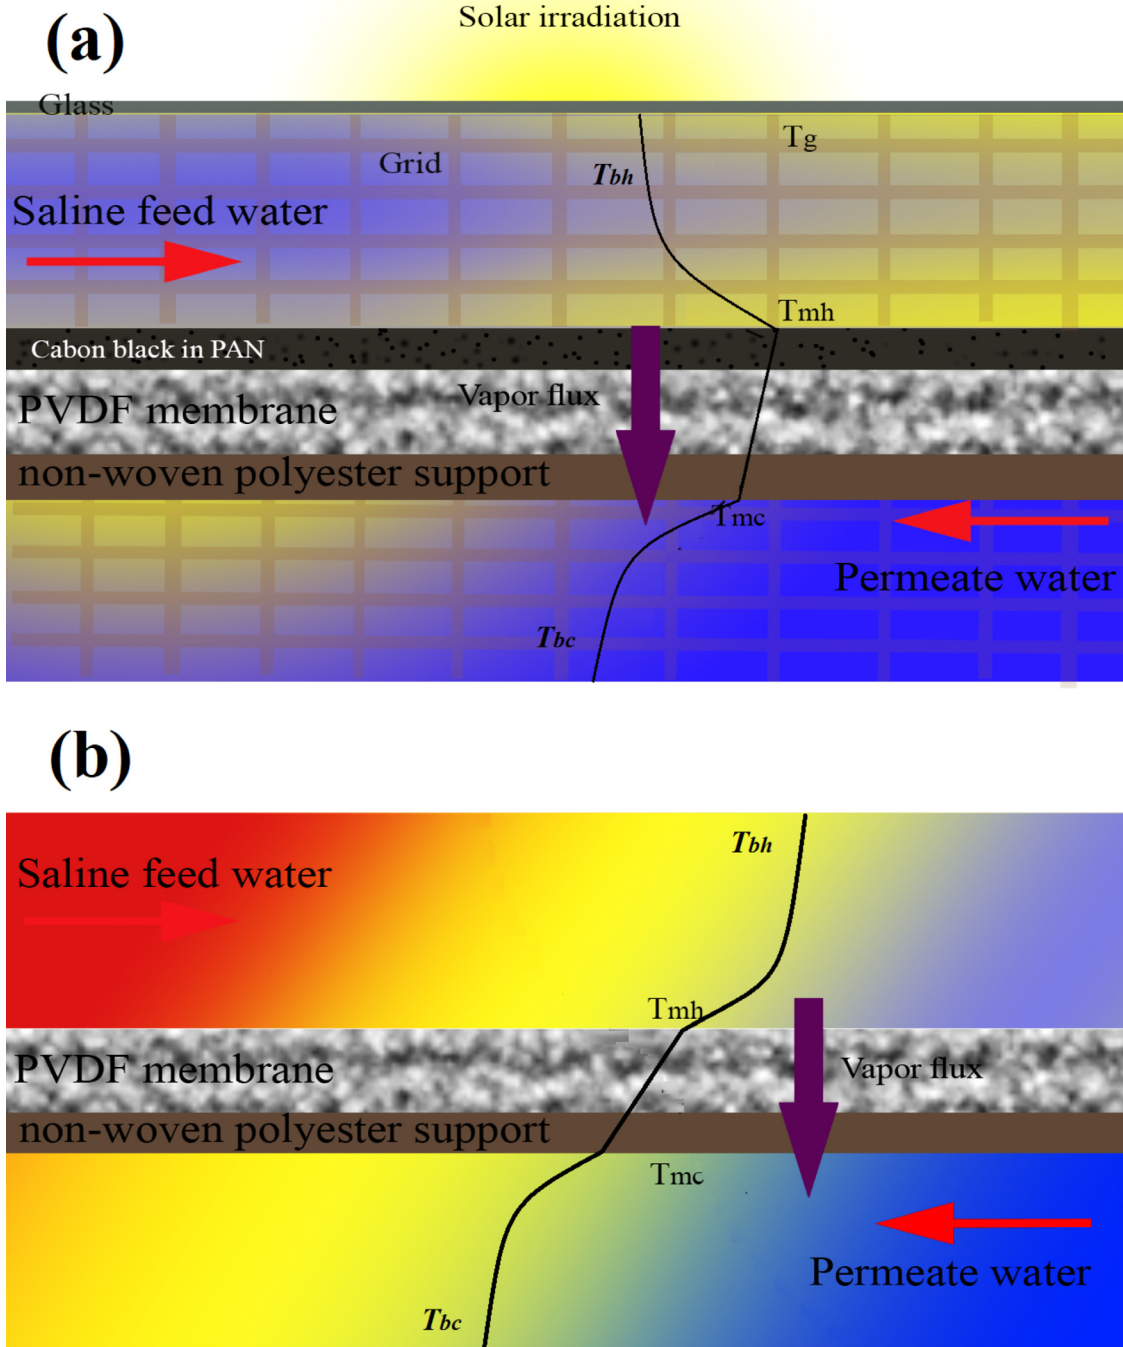 (a)
Solar irradiation
Glass
Tg
Grid
Tbh
Saline feed water
Tmh
Cabon black in PAN
Vapor flux
PVDF membrane
non-woven polyester support
Tmc
Permeate water
Tbc
(b)
Tbh
Saline feed water
Tmh
PVDF membrane
Vapor flux
non-woven polyester support
Tmc
Permeate water
Tbc